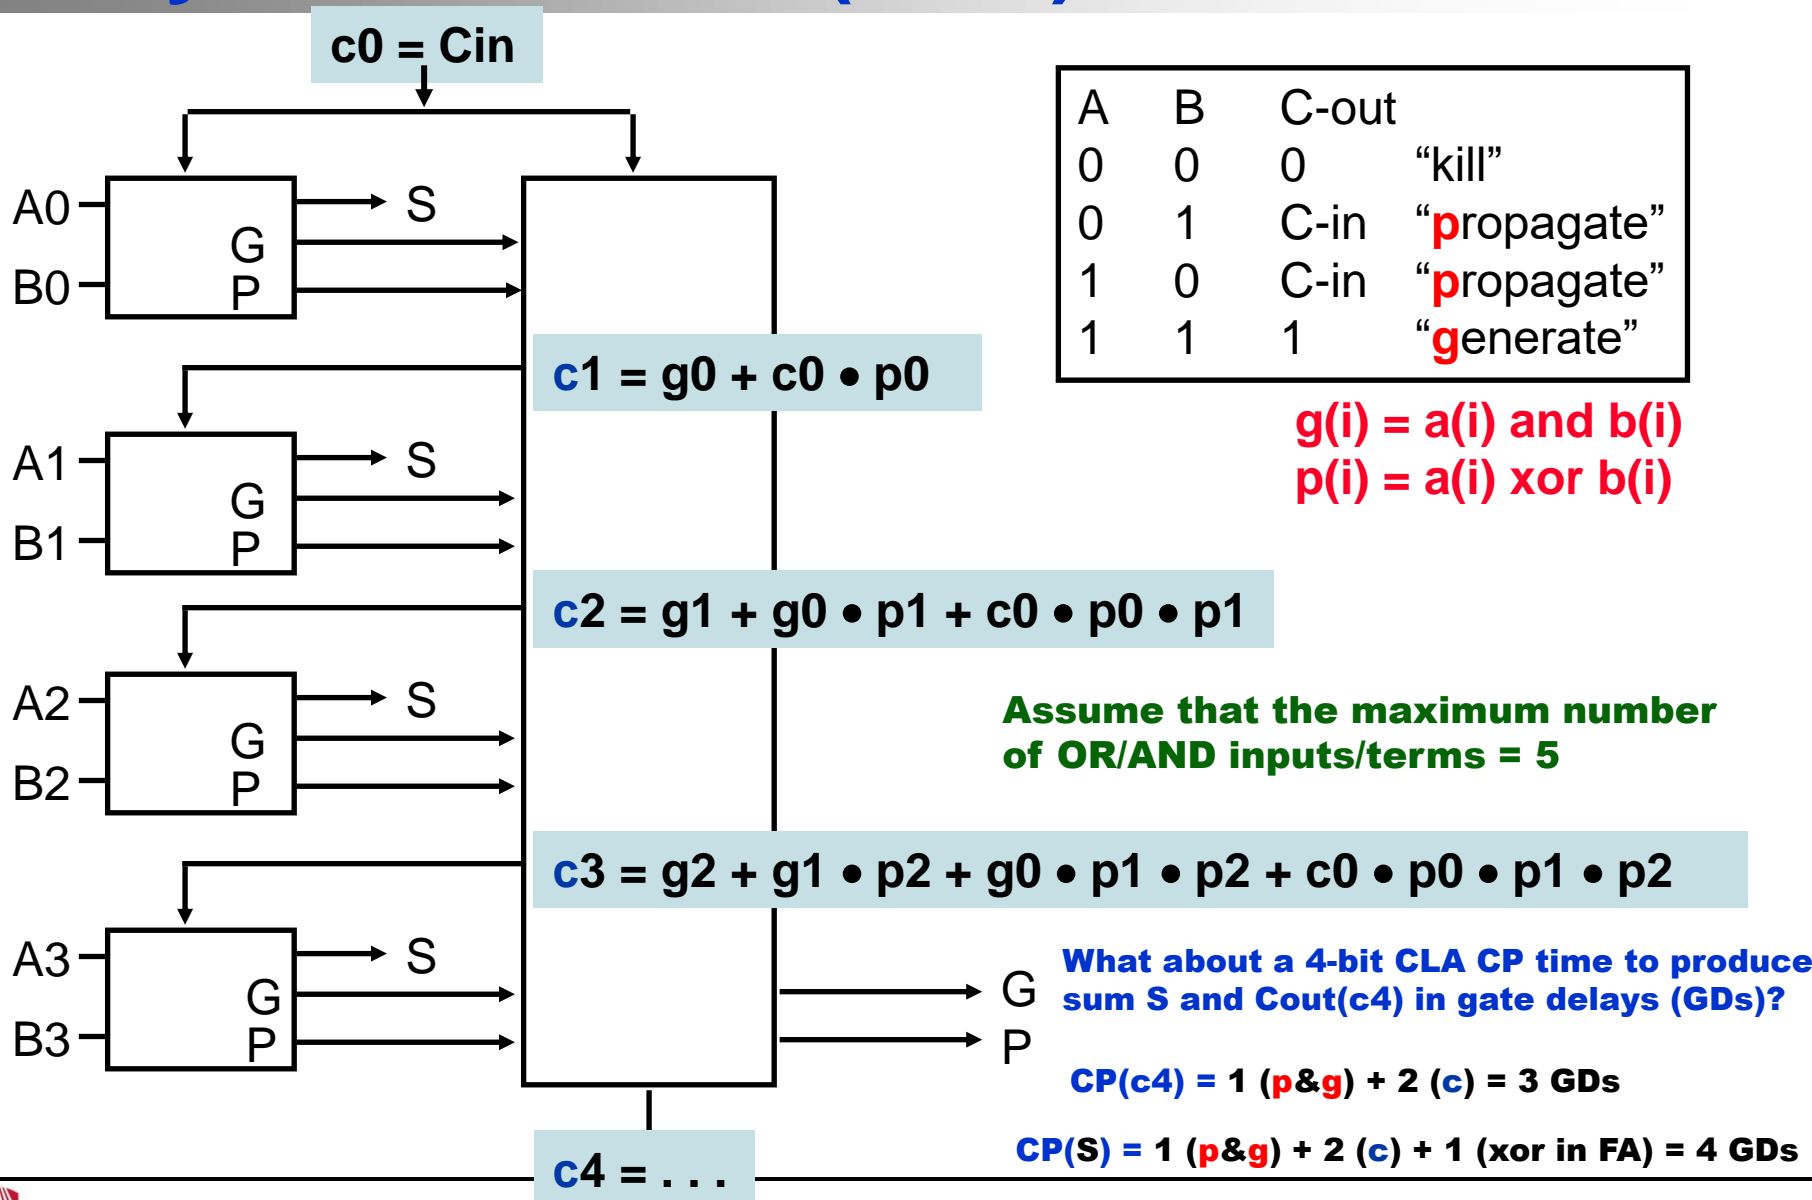 c0 = Cin
A B C-out
0 0 0 “kill”
0 1 C-in “propagate”
1 0 C-in “propagate”
1 1 1 “generate”
g(i) = a(i) and b(i)
p(i) = a(i) xor b(i)
A0
B0
S
G
P
c1 = g0 + c0 • p0
A1
B1
S
G
P
c2 = g1 + g0 • p1 + c0 • p0 • p1
A2
B2
S
G
P
Assume that the maximum number
of OR/AND inputs/terms = 5
c3 = g2 + g1 • p2 + g0 • p1 • p2 + c0 • p0 • p1 • p2
A3
B3
S
G
P
G
P
What about a 4-bit CLA CP time to produce
sum S and Cout(c4) in gate delays (GDs)?
CP(c4) = 1 (p&g) + 2 (c) = 3 GDs
CP(S) = 1 (p&g) + 2 (c) + 1 (xor in FA) = 4 GDs
c4 = . . .